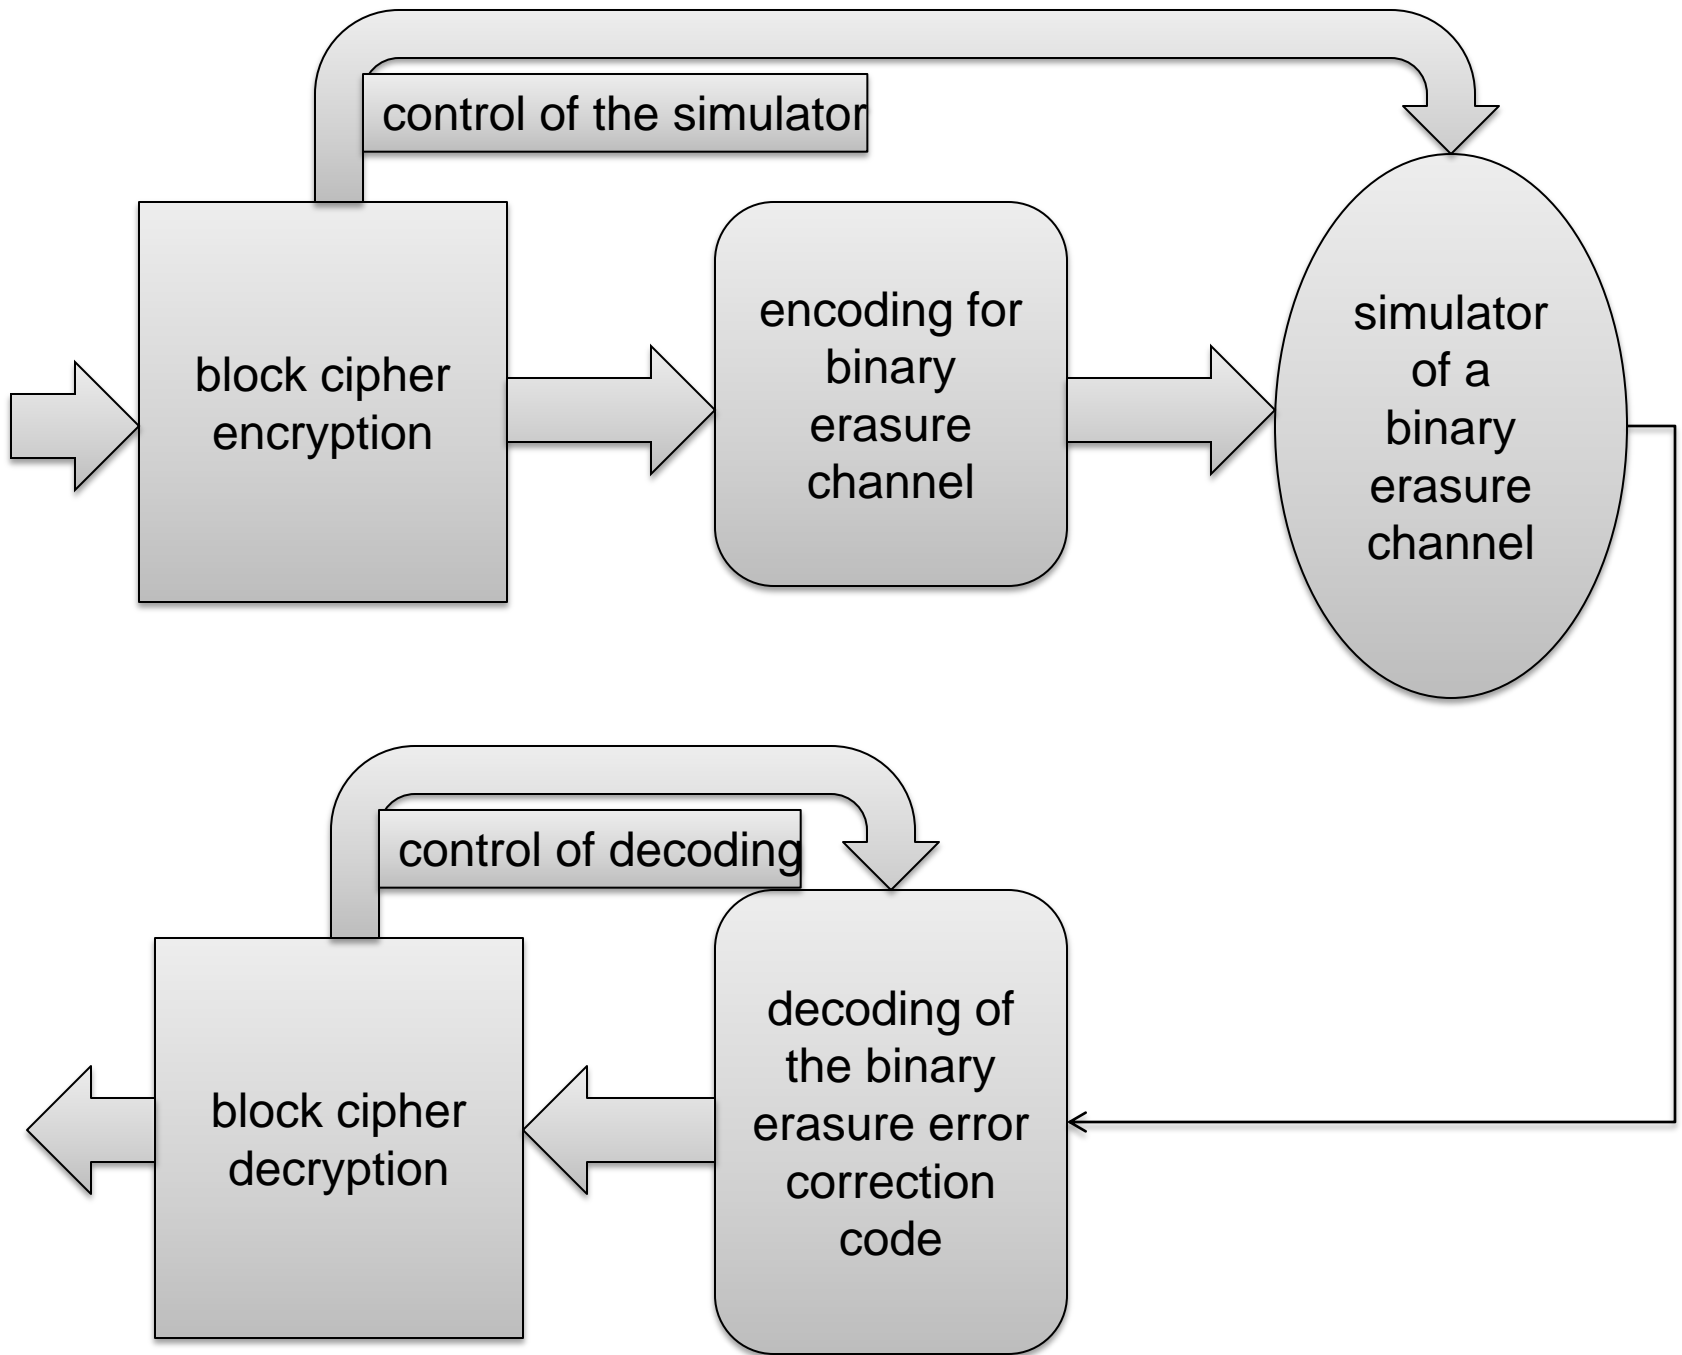 control of the simulator
block cipher
encryption
encoding for
binary
erasure
channel
simulator
of a
binary
erasure
channel
control of decoding
block cipher
decryption
decoding of
the binary
erasure error
correction
code